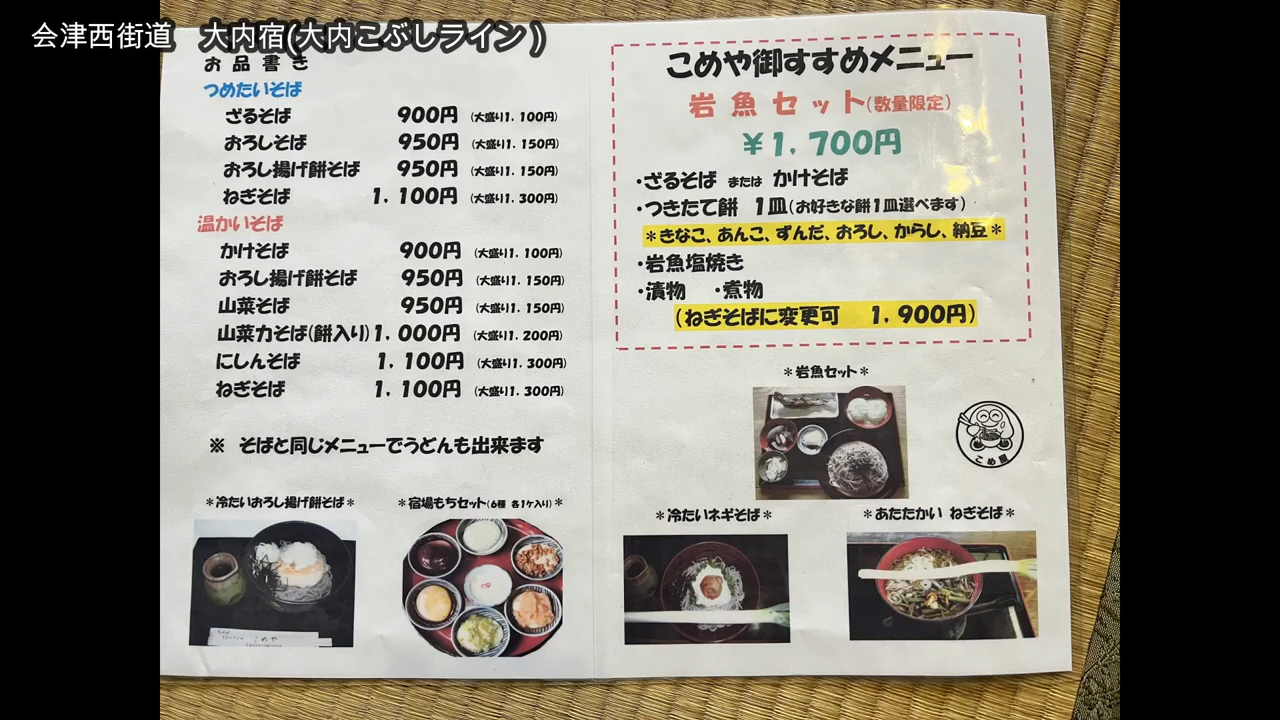 会津西街道　大内宿(大内こぶしライン )
お品書き
つめたいそば
ざるそば 900円 (大盛り1,100円)
おろしそば 950円 (大盛り1,150円)
おろし揚げ餅そば 950円 (大盛り1,150円)
ねぎそば 1,100円 (大盛り1,300円)
温かいそば
かけそば 900円 (大盛り1,100円)
おろし揚げ餅そば 950円 (大盛り1,150円)
山菜そば 950円 (大盛り1,150円)
山菜力そば(餅入り) 1,000円 (大盛り1,200円)
にしんそば 1,100円 (大盛り1,300円)
ねぎそば 1,100円 (大盛り1,300円)
※ そばと同じメニューでうどんも出来ます
*冷たいおろし揚げ餅そば*
*宿場もちセット(6種 各1ケ入り)*
こめや
こめや御すすめメニュー
岩魚セット(数量限定)
￥1,700円
・ざるそば または かけそば
・つきたて餅 1皿(お好きな餅1皿選べます)
*きなこ、あんこ、ずんだ、おろし、からし、納豆*
・岩魚塩焼き
・漬物 ・煮物
(ねぎそばに変更可 1,900円)
*岩魚セット*
こめ屋
*冷たいネギそば*
*あたたかい ねぎそば*